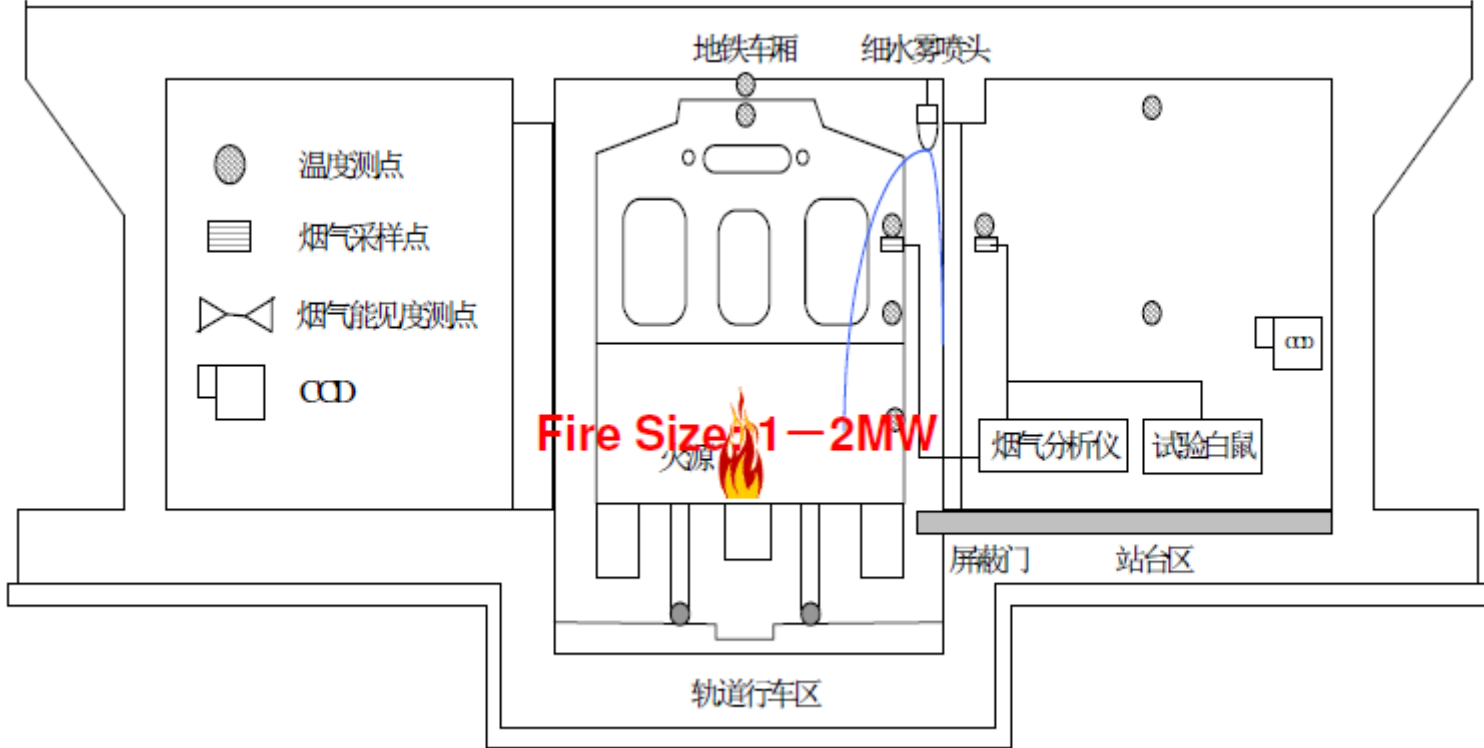 地铁车厢
细水雾喷头
温度测点
烟气采样点
烟气能见度测点
CCD
CCD
Fire Size: 1－2MW
火源
烟气分析仪
试验白鼠
屏蔽门
站台区
轨道行车区